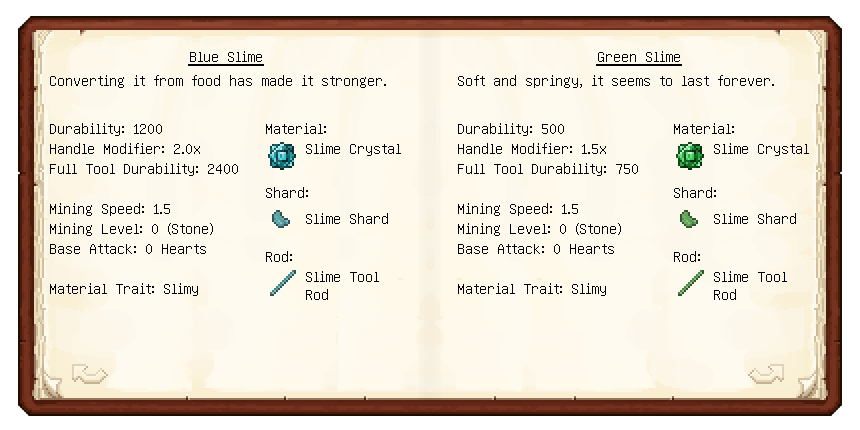 Blue Slime
Converting it from food has made it stronger.
Durability: 1200
Handle Modifier: 2.0x
Full Tool Durability: 2400
Mining Speed: 1.5
Mining Level: 0 (Stone)
Base Attack: 0 Hearts
Material Trait: Slimy
Material:
Slime Crystal
Shard:
Slime Shard
Rod:
Slime Tool
Rod
Green Slime
Soft and springy, it seems to last forever.
Durability: 500
Handle Modifier: 1.5x
Full Tool Durability: 750
Mining Speed: 1.5
Mining Level: 0 (Stone)
Base Attack: 0 Hearts
Material Trait: Slimy
Material:
Slime Crystal
Shard:
Slime Shard
Rod:
Slime Tool
Rod